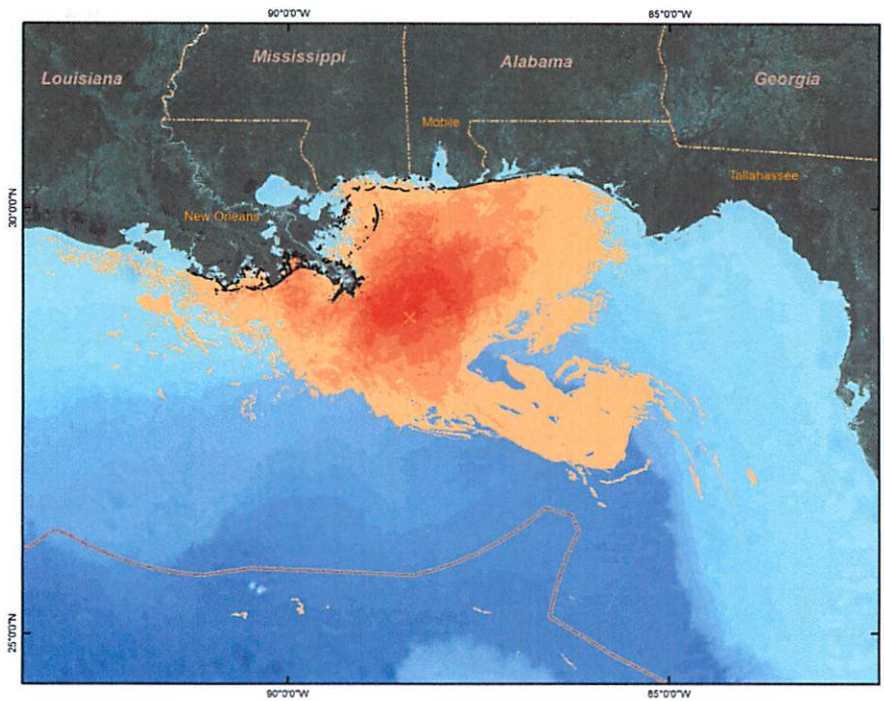 90°0'0"W 85°0'0"W
Louisiana Mississippi Alabama Georgia
Mobile
Tallahassee
30°0'0"N
New Orleans
25°0'0"N
90°0'0"W 85°0'0"W